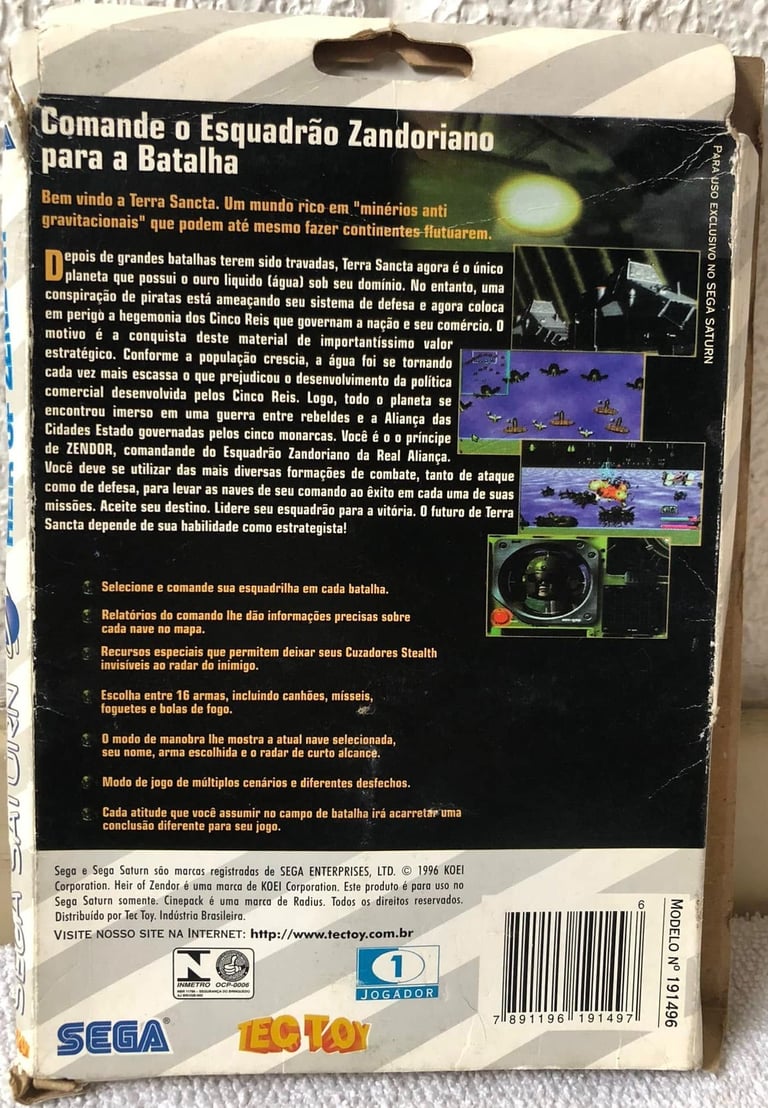 Comande o Esquadrão Zandoriano
para a Batalha
Bem vindo a Terra Sancta. Um mundo rico em "minérios anti
gravitacionais" que podem até mesmo fazer continentes flutuarem.
Depois de grandes batalhas terem sido travadas, Terra Sancta agora é o único
planeta que possui o ouro líquido (água) sob seu domínio. No entanto, uma
conspiração de piratas está ameaçando seu sistema de defesa e agora coloca
em perigo a hegemonia dos Cinco Reis que governam a nação e seu comércio. O
motivo é a conquista deste material de importantíssimo valor
estratégico. Conforme a população crescia, a água foi se tornando
cada vez mais escassa o que prejudicou o desenvolvimento da política
comercial desenvolvida pelos Cinco Reis. Logo, todo o planeta se
encontrou imerso em uma guerra entre rebeldes e a Aliança das
Cidades Estado governadas pelos cinco monarcas. Você é o o príncipe
de ZENDOR, comandande do Esquadrão Zandoriano da Real Aliança.
Você deve se utilizar das mais diversas formações de combate, tanto de ataque
como de defesa, para levar as naves de seu comando ao êxito em cada uma de suas
missões. Aceite seu destino. Lidere seu esquadrão para a vitória. O futuro de Terra
Sancta depende de sua habilidade como estrategista!
Selecione e comande sua esquadrilha em cada batalha.
Relatórios do comando lhe dão informações precisas sobre
cada nave no mapa.
Recursos especiais que permitem deixar seus Cuzadores Stealth
invisíveis ao radar do inimigo.
Escolha entre 16 armas, incluindo canhões, mísseis,
foguetes e bolas de fogo.
O modo de manobra lhe mostra a atual nave selecionada,
seu nome, arma escolhida e o radar de curto alcance.
Modo de jogo de múltiplos cenários e diferentes desfechos.
Cada atitude que você assumir no campo de batalha irá acarretar uma
conclusão diferente para seu jogo.
PARA USO EXCLUSIVO NO SEGA SATURN
Sega e Sega Saturn são marcas registradas de SEGA ENTERPRISES, LTD. © 1996 KOEI
Corporation. Heir of Zendor é uma marca de KOEI Corporation. Este produto é para uso no
Sega Saturn somente. Cinepack é uma marca de Radius. Todos os direitos reservados.
Distribuído por Tec Toy. Indústria Brasileira.
VISITE NOSSO SITE NA INTERNET: http://www.tectoy.com.br
N
INMETRO OCP-0006
1
JOGADOR
SEGA®
TEC TOY
6
7 891196 191497
MODELO Nº 191496
HEIR OF ZENDOR
SEGA SATURN